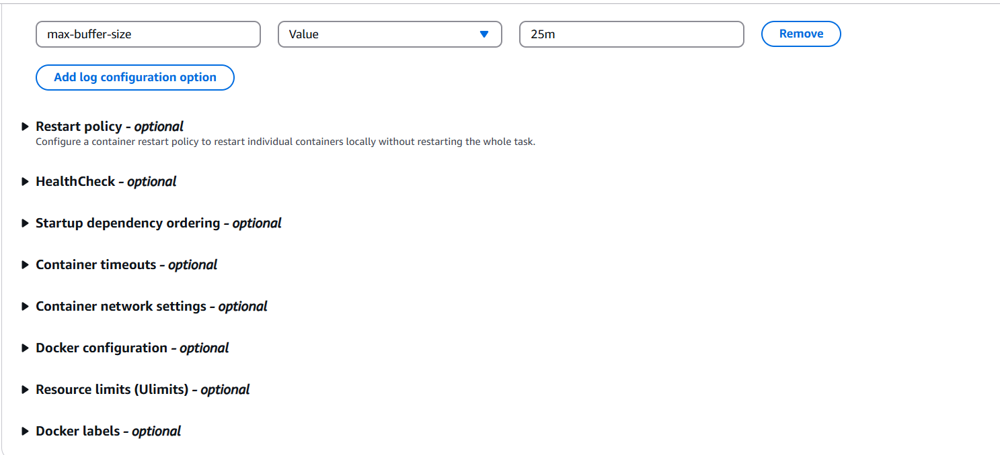 max-buffer-size Value 25m Remove
Add log configuration option
Restart policy - optional
Configure a container restart policy to restart individual containers locally without restarting the whole task.
HealthCheck - optional
Startup dependency ordering - optional
Container timeouts - optional
Container network settings - optional
Docker configuration - optional
Resource limits (Ulimits) - optional
Docker labels - optional